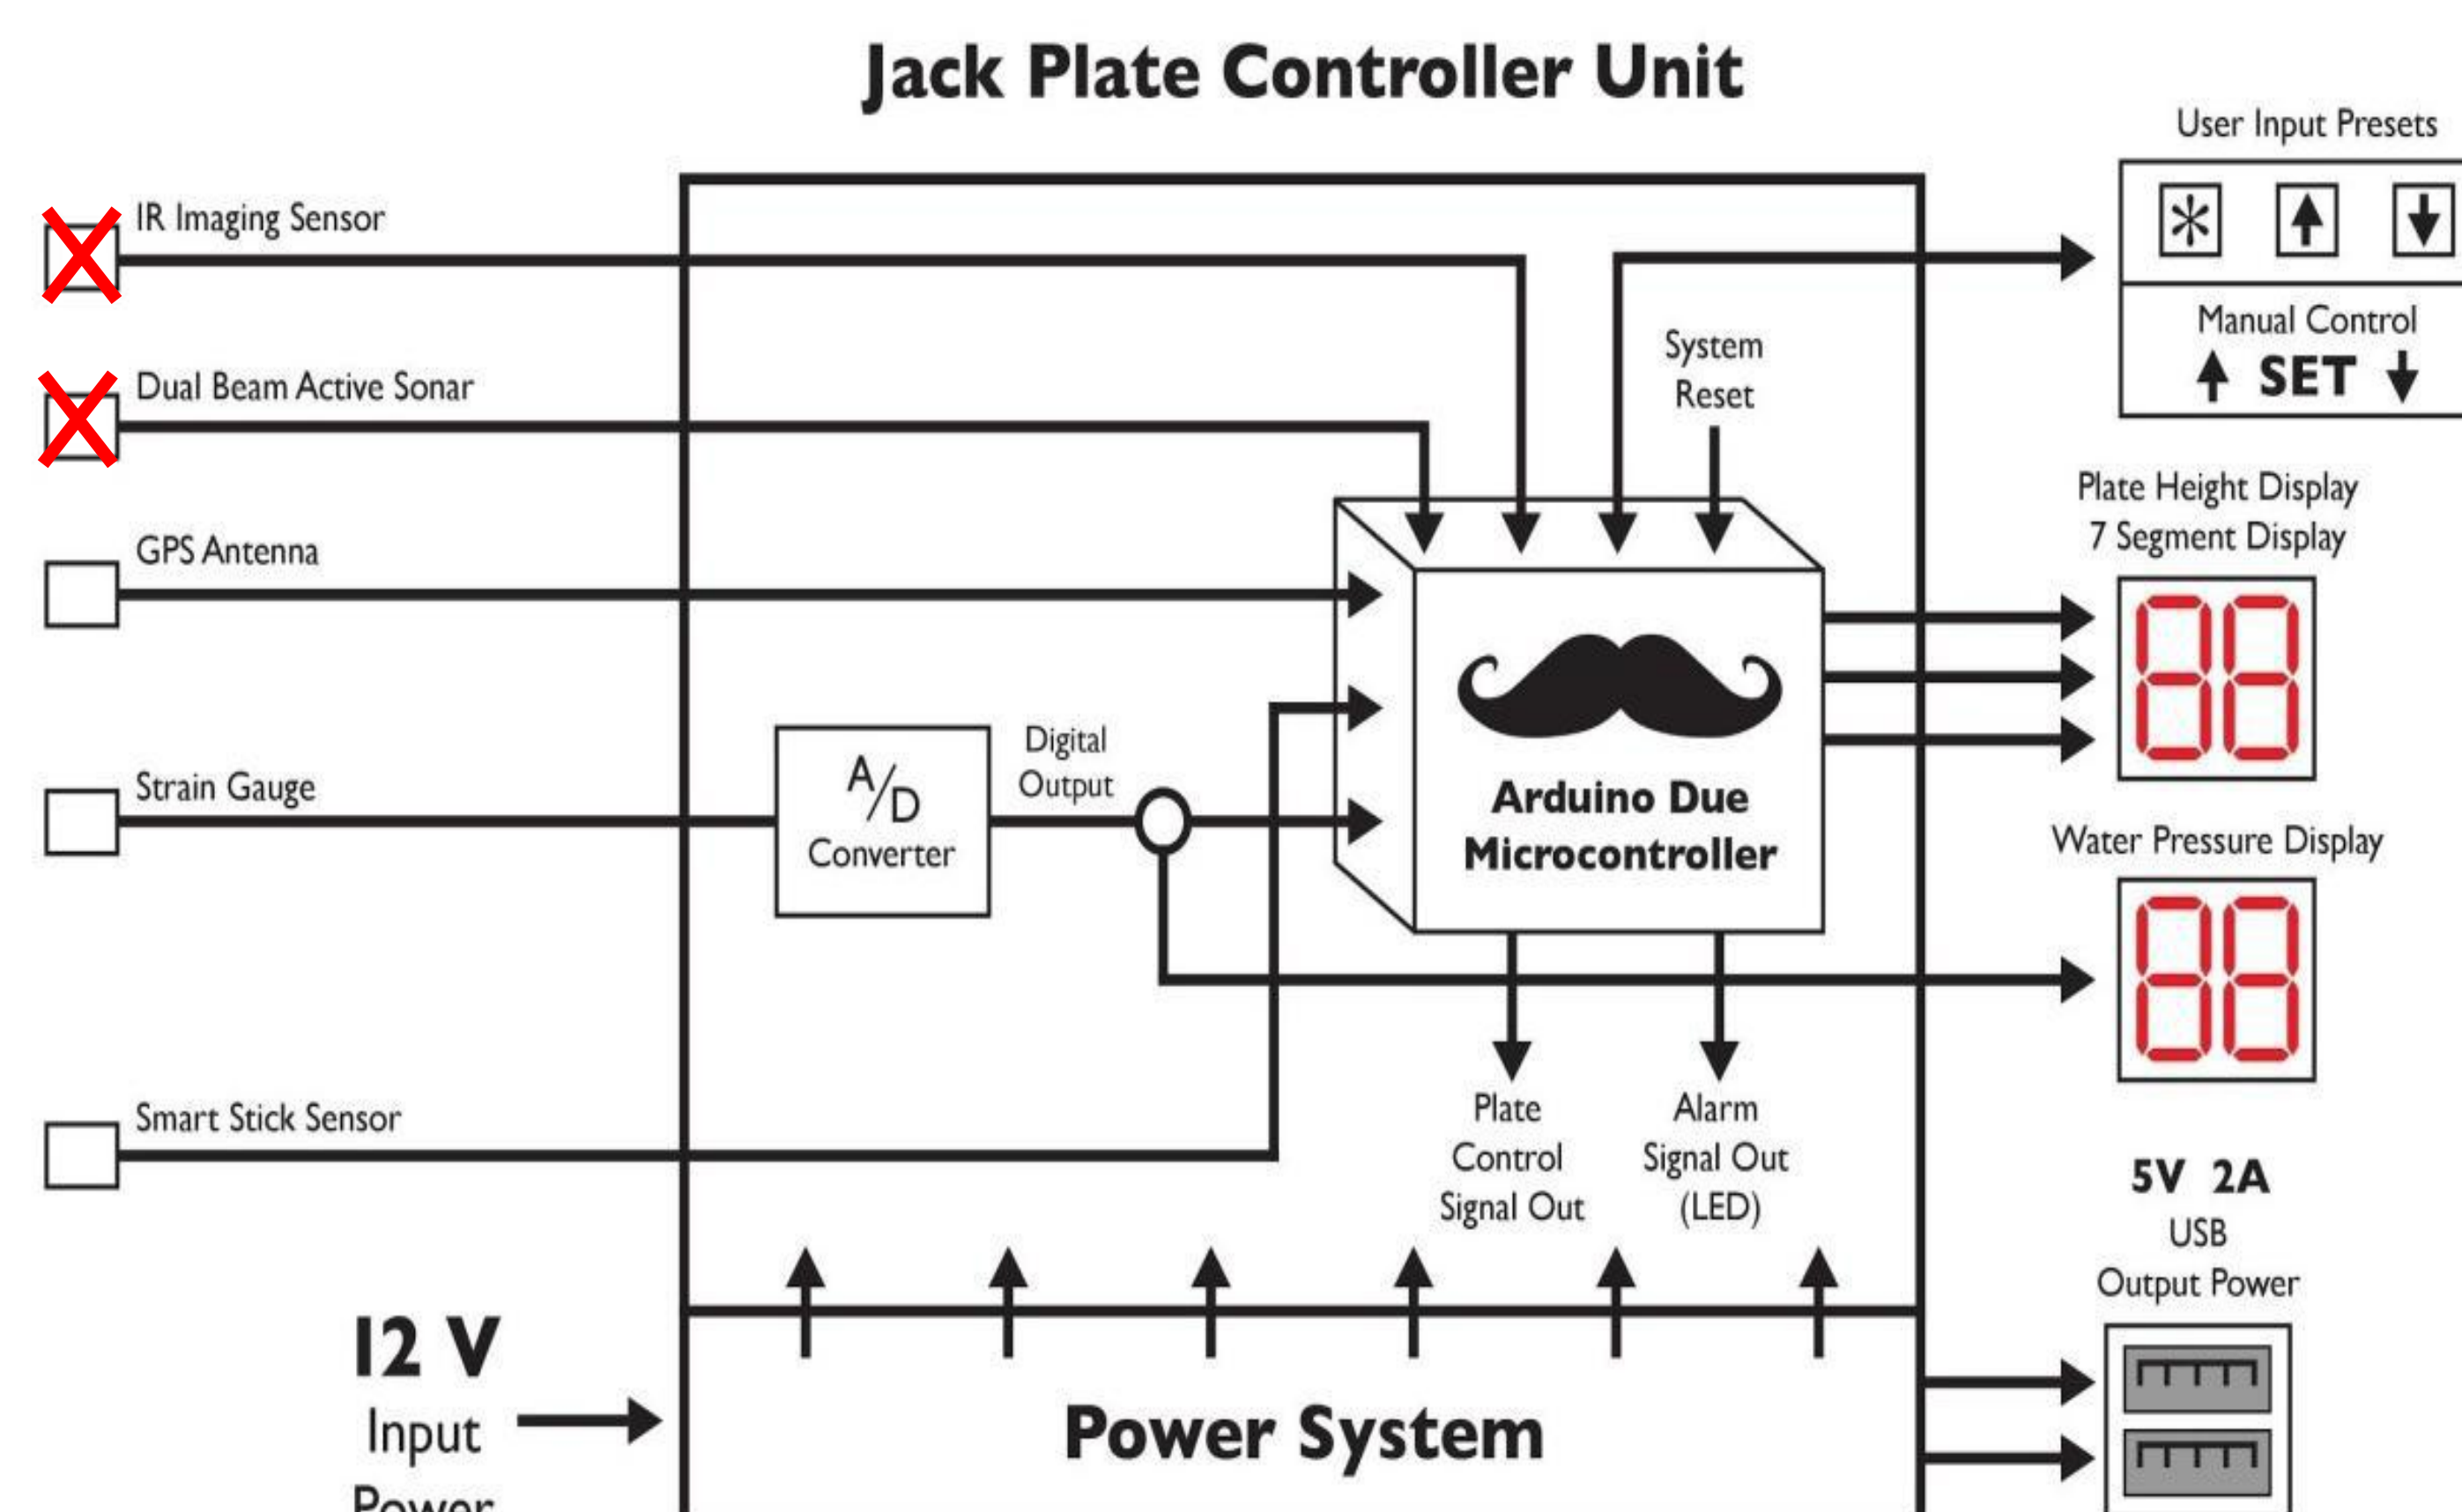 Jack Plate Controller Unit
User Input Presets
IR Imaging Sensor
Manual Control
SET
System
Reset
Dual Beam Active Sonar
Plate Height Display
7 Segment Display
GPS Antenna
Digital
Output
A/D
Converter
Strain Gauge
Arduino Due
Microcontroller
Water Pressure Display
Smart Stick Sensor
Plate
Control
Signal Out
Alarm
Signal Out
(LED)
5V 2A
USB
Output Power
12 V
Input
Power
Power System